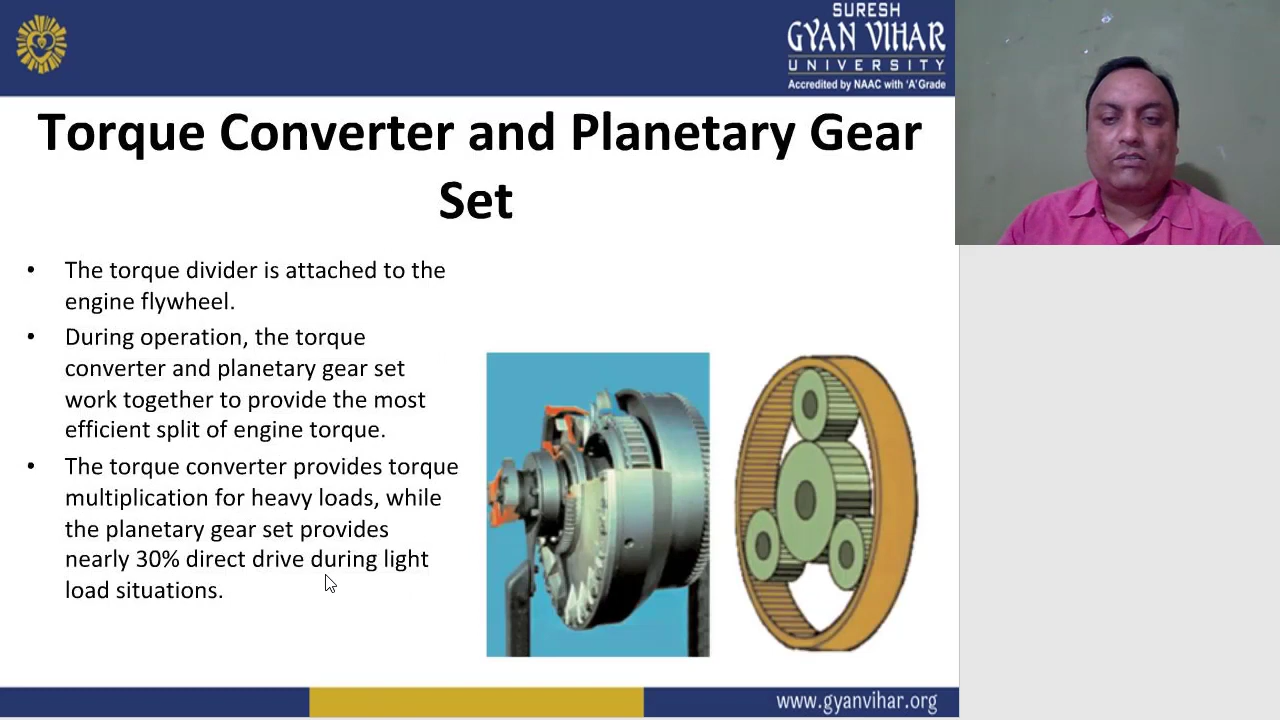 SURESH
GYAN VIHAR
UNIVERSITY
Accredited by NAAC with 'A'Grade
Torque Converter and Planetary Gear
Set
• The torque divider is attached to the
engine flywheel.
• During operation, the torque
converter and planetary gear set
work together to provide the most
efficient split of engine torque.
• The torque converter provides torque
multiplication for heavy loads, while
the planetary gear set provides
nearly 30% direct drive during light
load situations.
www.gyanvihar.org